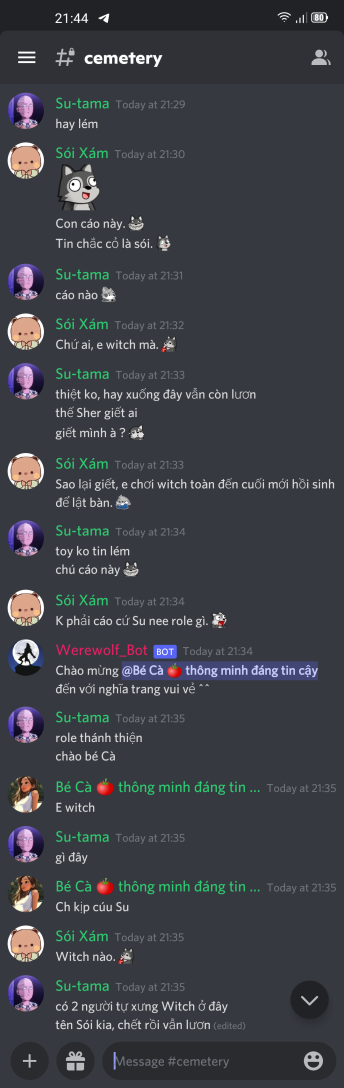 21:44
80
# cemetery
Su-tama Today at 21:29
hay lém
Sói Xám Today at 21:30
Con cáo này.
Tin chắc cỏ là sói.
Su-tama Today at 21:31
cáo nào
Sói Xám Today at 21:32
Chứ ai, e witch mà.
Su-tama Today at 21:33
thiệt ko, hay xuống đây vẫn còn lươn
thế Sher giết ai
giết mình à ?
Sói Xám Today at 21:33
Sao lại giết, e chơi witch toàn đến cuối mới hồi sinh
để lật bàn.
Su-tama Today at 21:34
toy ko tin lém
chú cáo này
Sói Xám Today at 21:34
K phải cáo cứ Su nee role gì.
Werewolf_Bot BOT Today at 21:34
Chào mừng @Bé Cà 🍅 thông minh đáng tin cậy
đến với nghĩa trang vui vẻ ^^
Su-tama Today at 21:35
role thánh thiện
chào bé Cà
Bé Cà 🍅 thông minh đáng tin ... Today at 21:35
E witch
Su-tama Today at 21:35
gì đây
Bé Cà 🍅 thông minh đáng tin ... Today at 21:35
Ch kịp cúu Su
Sói Xám Today at 21:35
Witch nào.
Su-tama Today at 21:35
có 2 người tự xưng Witch ở đây
tên Sói kia, chết rồi vẫn lươn (edited)
Message #cemetery